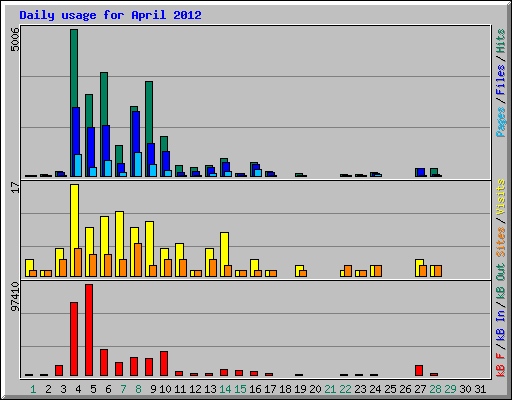 Daily usage for April 2012
5006
Pages / Files / Hits
17
Sites / Visits
97410
kB F / kB In / kB Out
1 2 3 4 5 6 7 8 9 10 11 12 13 14 15 16 17 18 19 20 21 22 23 24 25 26 27 28 29 30 31